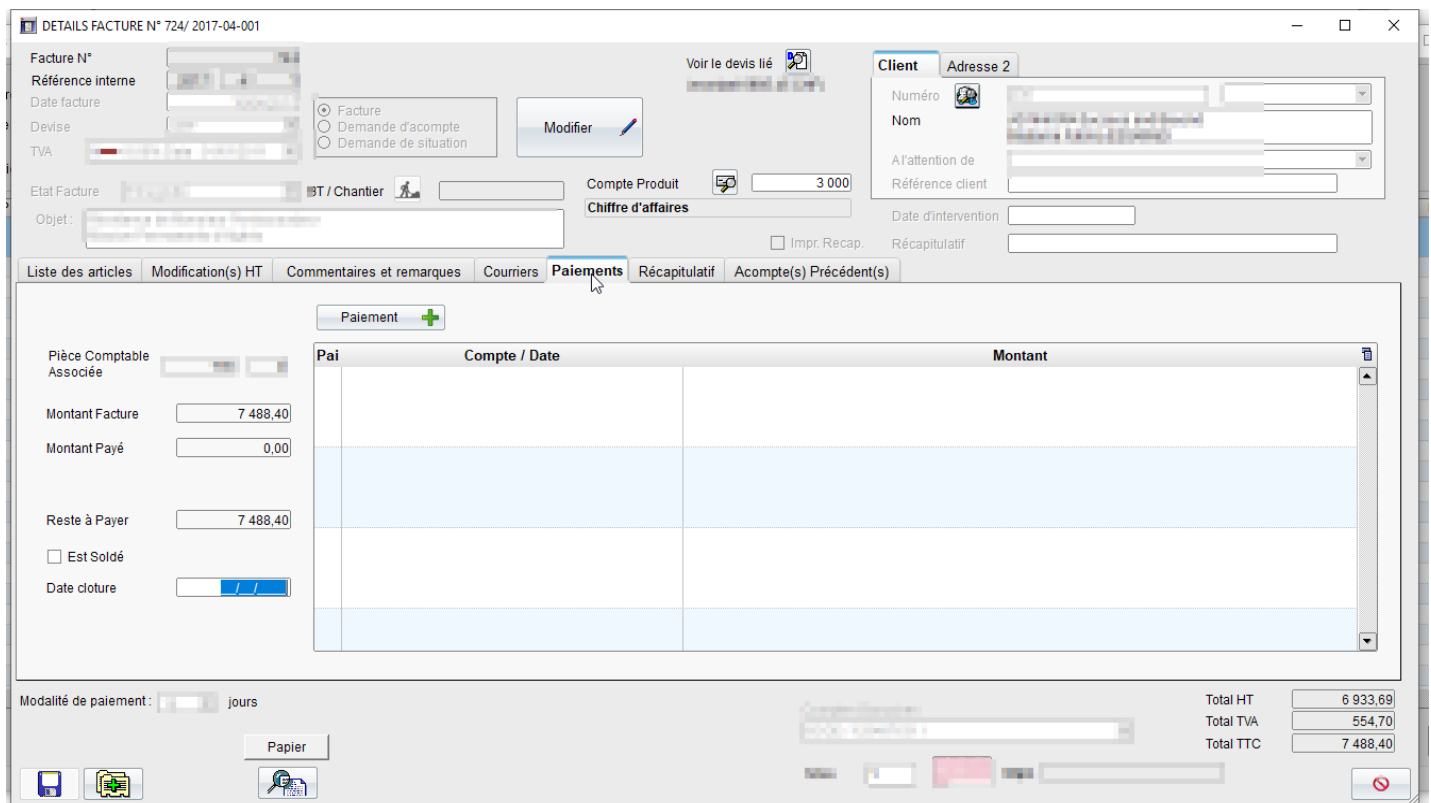 DETAILS FACTURE N° 724/ 2017-04-001
Facture N°
Référence interne
Date facture
Devise
TVA
Facture
Demande d'acompte
Demande de situation
Modifier
Voir le devis lié
Client
Adresse 2
Numéro
Nom
A l'attention de
Référence client
Etat Facture
BT / Chantier
Compte Produit
3 000
Chiffre d'affaires
Objet :
Impr. Recap.
Date d'intervention
Récapitulatif
Liste des articles
Modification(s) HT
Commentaires et remarques
Courriers
Paiements
Récapitulatif
Acompte(s) Précédent(s)
Paiement
Pièce Comptable
Associée
Montant Facture
7 488,40
Montant Payé
0,00
Reste à Payer
7 488,40
Est Soldé
Date cloture
__/__/____
Pai
Compte / Date
Montant
Modalité de paiement :
jours
Papier
Total HT
6 933,69
Total TVA
554,70
Total TTC
7 488,40